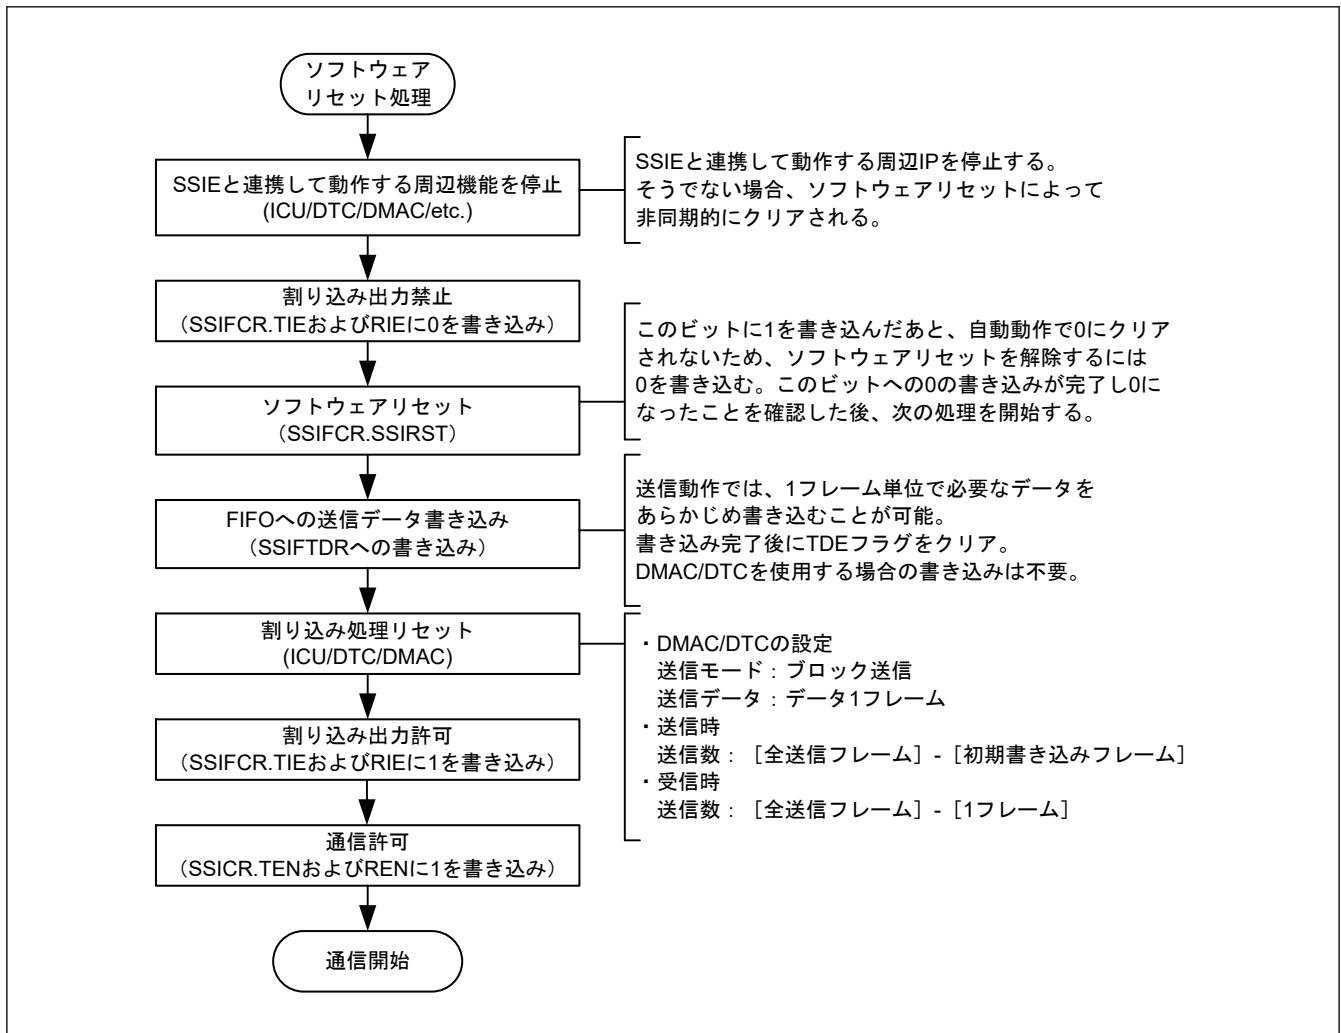 ソフトウェア
リセット処理
SSIEと連携して動作する周辺機能を停止
(ICU/DTC/DMAC/etc.)
SSIEと連携して動作する周辺IPを停止する。
そうでない場合、ソフトウェアリセットによって
非同期的にクリアされる。
割り込み出力禁止
（SSIFCR.TIEおよびRIEに0を書き込み）
ソフトウェアリセット
（SSIFCR.SSIRST）
このビットに1を書き込んだあと、自動動作で0にクリア
されないため、ソフトウェアリセットを解除するには
0を書き込む。このビットへの0の書き込みが完了し0に
なったことを確認した後、次の処理を開始する。
FIFOへの送信データ書き込み
（SSIFTDRへの書き込み）
送信動作では、1フレーム単位で必要なデータを
あらかじめ書き込むことが可能。
書き込み完了後にTDEフラグをクリア。
DMAC/DTCを使用する場合の書き込みは不要。
割り込み処理リセット
(ICU/DTC/DMAC)
・DMAC/DTCの設定
送信モード：ブロック送信
送信データ：データ1フレーム
・送信時
送信数：［全送信フレーム］-［初期書き込みフレーム］
・受信時
送信数：［全送信フレーム］-［1フレーム］
割り込み出力許可
（SSIFCR.TIEおよびRIEに1を書き込み）
通信許可
（SSICR.TENおよびRENに1を書き込み）
通信開始